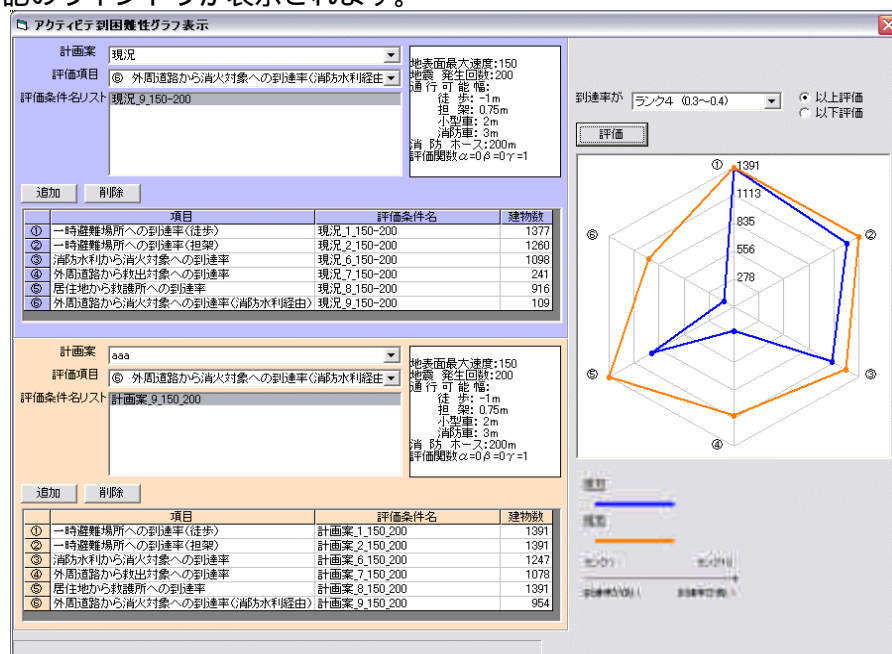 アクティビテ到困難性グラフ表示
計画案 現況
評価項目 ⑥ 外周道路から消火対象への到達率(消防水利経由
評価条件名リスト 現況_9_150-200
地表面最大速度:150
地震 発生回数:200
通行可能幅:
徒 歩:-1m
担 架:0.75m
小型車:2m
消防車:3m
消 防 ホース:200m
評価関数α=0β=0γ=1
追加 削除
項目 評価条件名 建物数
① 一時避難場所への到達率(徒歩) 現況_1_150-200 1377
② 一時避難場所への到達率(担架) 現況_2_150-200 1260
③ 消防水利から消火対象への到達率 現況_6_150-200 1098
④ 外周道路から救出対象への到達率 現況_7_150-200 241
⑤ 居住地から救護所への到達率 現況_8_150-200 916
⑥ 外周道路から消火対象への到達率(消防水利経由) 現況_9_150-200 109
計画案 aaa
評価項目 ⑥ 外周道路から消火対象への到達率(消防水利経由
評価条件名リスト 計画案_9_150_200
地表面最大速度:150
地震 発生回数:200
通行可能幅:
徒 歩:-1m
担 架:0.75m
小型車:2m
消防車:3m
消 防 ホース:200m
評価関数α=0β=0γ=1
追加 削除
項目 評価条件名 建物数
① 一時避難場所への到達率(徒歩) 計画案_1_150_200 1391
② 一時避難場所への到達率(担架) 計画案_2_150_200 1391
③ 消防水利から消火対象への到達率 計画案_6_150_200 1247
④ 外周道路から救出対象への到達率 計画案_7_150_200 1078
⑤ 居住地から救護所への到達率 計画案_8_150_200 1391
⑥ 外周道路から消火対象への到達率(消防水利経由) 計画案_9_150_200 954
到達率が ランク4 (0.3~0.4) 以上評価
以下評価
評価
① 1391
1113
835
556
278
②
③
④
⑤
⑥